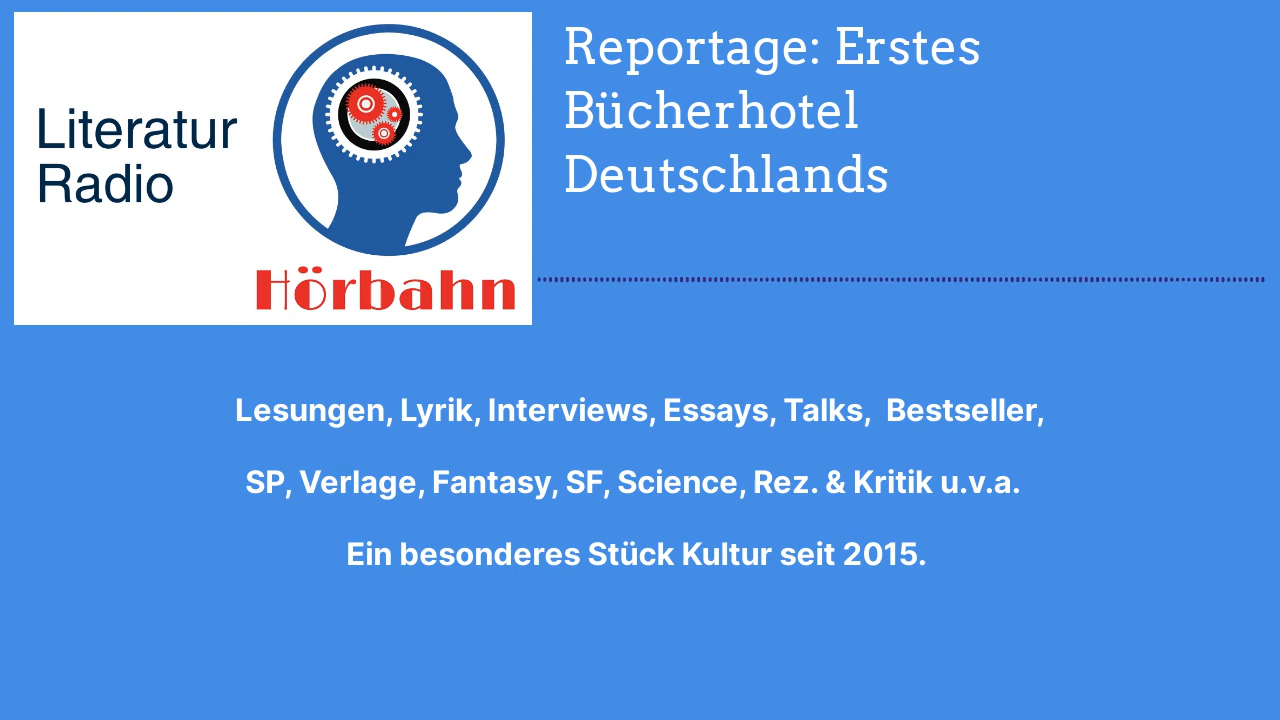 Literatur
Radio
Hörbahn
Reportage: Erstes
Bücherhotel
Deutschlands
Lesungen, Lyrik, Interviews, Essays, Talks,  Bestseller,
SP, Verlage, Fantasy, SF, Science, Rez. & Kritik u.v.a.
Ein besonderes Stück Kultur seit 2015.